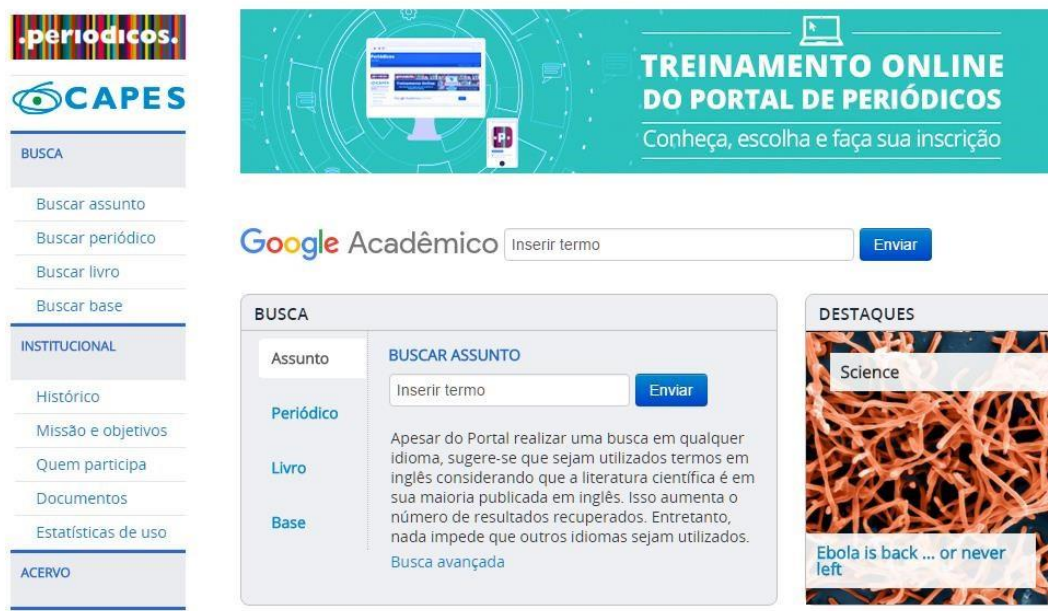 .periodicos.
CAPES
BUSCA
Buscar assunto
Buscar periódico
Buscar livro
Buscar base
INSTITUCIONAL
Histórico
Missão e objetivos
Quem participa
Documentos
Estatísticas de uso
ACERVO
TREINAMENTO ONLINE
DO PORTAL DE PERIÓDICOS
Conheça, escolha e faça sua inscrição
Google Acadêmico Inserir termo Enviar
BUSCA
Assunto
Periódico
Livro
Base
BUSCAR ASSUNTO
Inserir termo Enviar
Apesar do Portal realizar uma busca em qualquer
idioma, sugere-se que sejam utilizados termos em
inglês considerando que a literatura científica é em
sua maioria publicada em inglês. Isso aumenta o
número de resultados recuperados. Entretanto,
nada impede que outros idiomas sejam utilizados.
Busca avançada
DESTAQUES
Science
Ebola is back ... or never
left